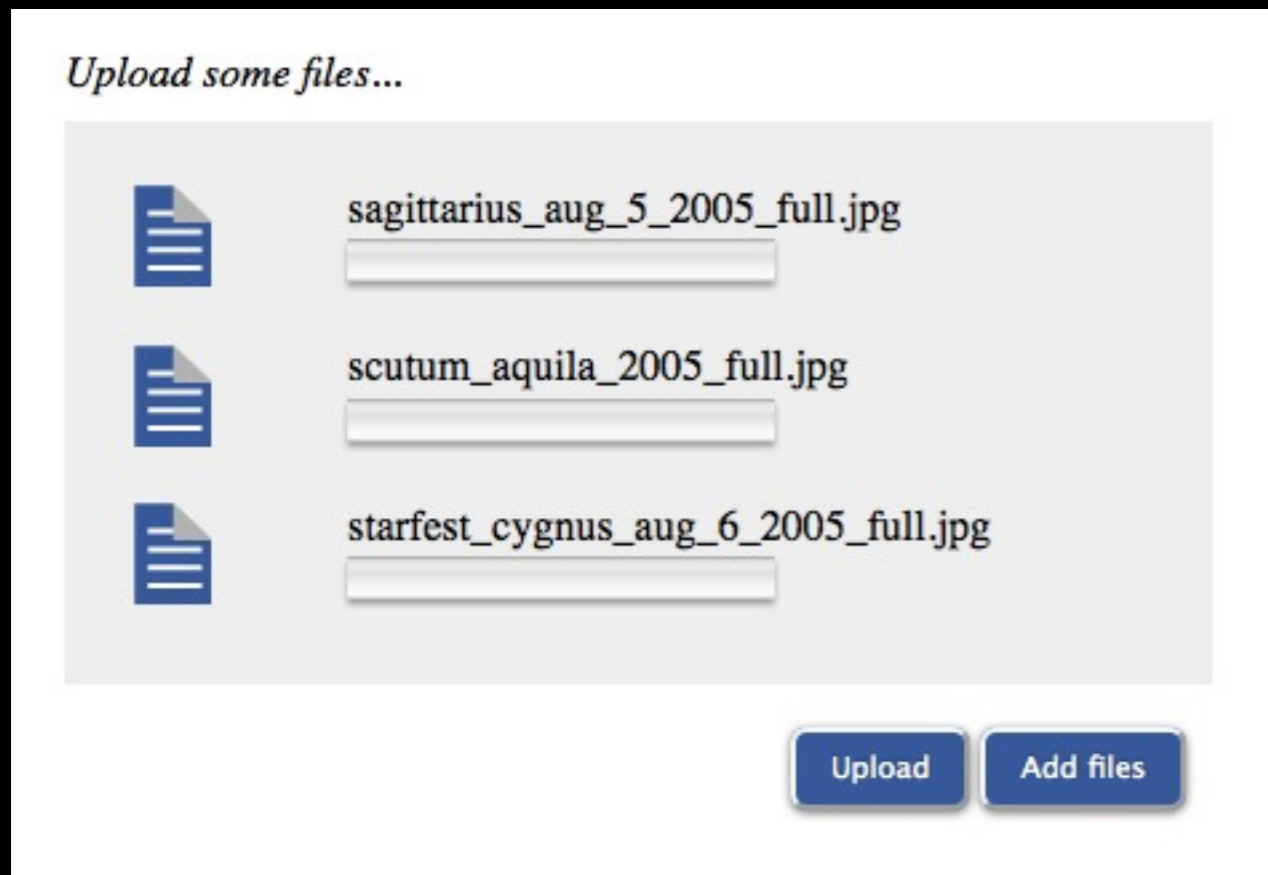 Upload some files...
sagittarius_aug_5_2005_full.jpg
scutum_aquila_2005_full.jpg
starfest_cygnus_aug_6_2005_full.jpg
Upload
Add files